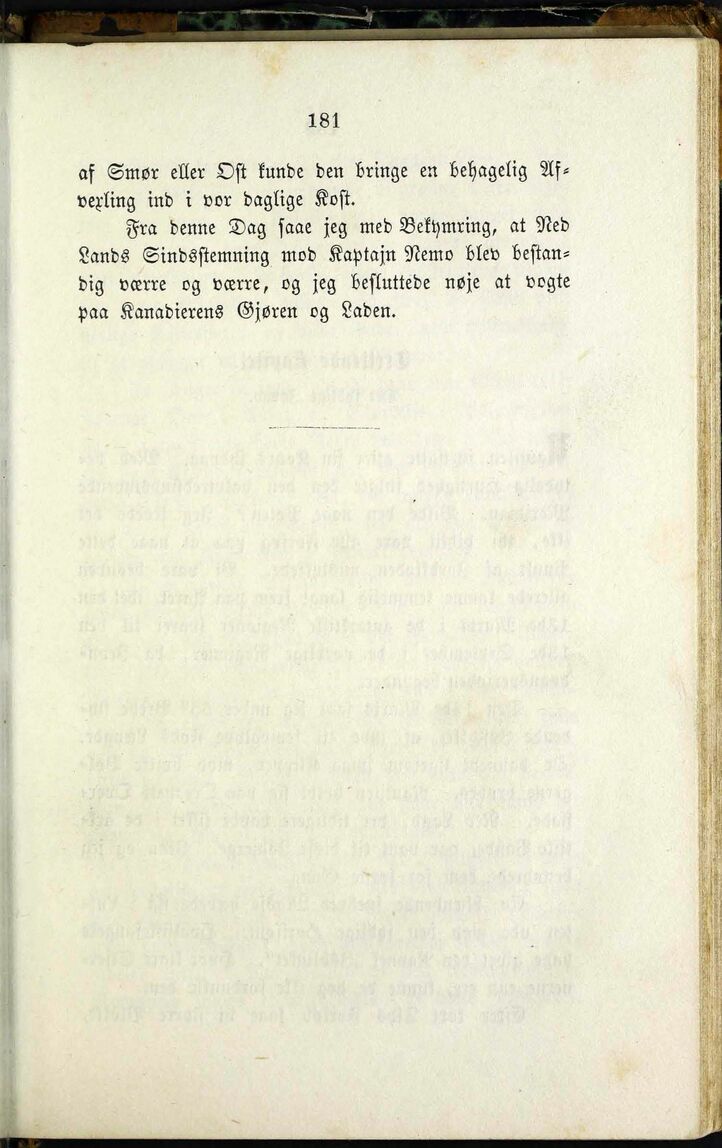 181
af Smør eller Ost kunde den bringe en behagelig Af-
vexling ind i vor daglige Kost.
Fra denne Dag saae jeg med Bekymring, at Ned
Lands Sindsstemning mod Kaptajn Nemo blev bestan-
dig værre og værre, og jeg besluttede nøje at vogte
paa Kanadierens Gjøren og Laden.